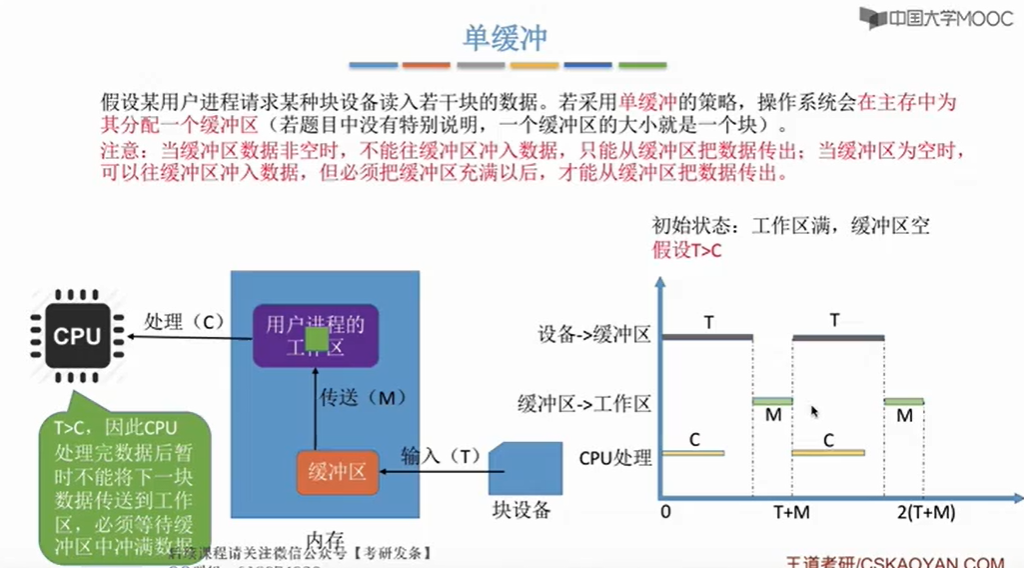 中国大学MOOC
单缓冲
假设某用户进程请求某种块设备读入若干块的数据。若采用单缓冲的策略，操作系统会在主存中为
其分配一个缓冲区（若题目中没有特别说明，一个缓冲区的大小就是一个块）。
注意：当缓冲区数据非空时，不能往缓冲区冲入数据，只能从缓冲区把数据传出；当缓冲区为空时，
可以往缓冲区冲入数据，但必须把缓冲区充满以后，才能从缓冲区把数据传出。
初始状态：工作区满，缓冲区空
假设T>C
CPU
处理（C）
用户进程的
工作区
传送（M）
缓冲区
输入（T）
块设备
内存
T>C，因此CPU
处理完数据后暂
时不能将下一块
数据传送到工作
区，必须等待缓
冲区中冲满数据
设备->缓冲区
T
T
缓冲区->工作区
M
M
CPU处理
C
C
0
T+M
2(T+M)
后续课程请关注微信公众号【考研发条】
王道考研/CSKAOYAN.COM